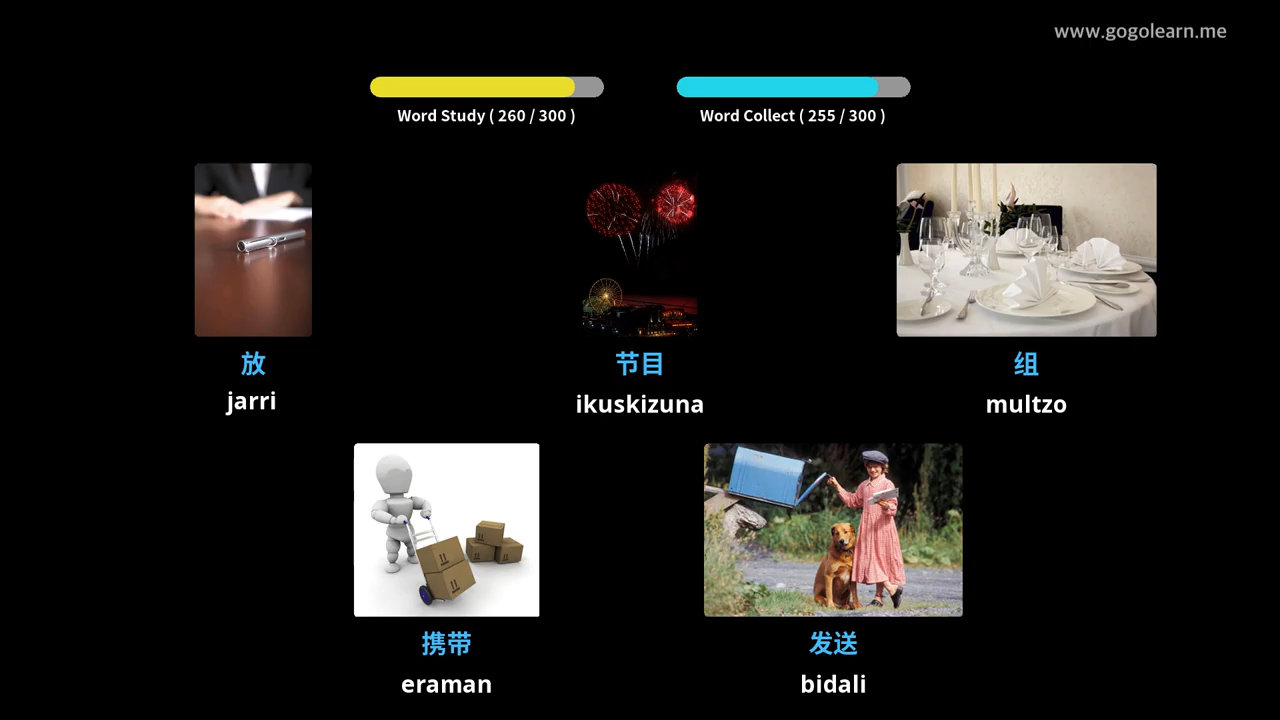 www.gogolearn.me
Word Study ( 260 / 300 )
Word Collect ( 255 / 300 )
放
jarri
节目
ikuskizuna
组
multzo
携带
eraman
发送
bidali